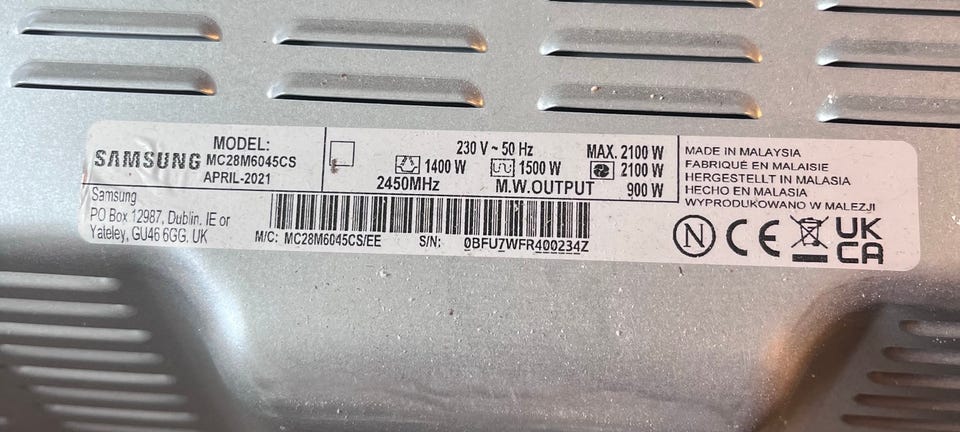 SAMSUNG
MODEL:
MC28M6045CS
APRIL-2021
Samsung
PO Box 12987, Dublin. IE or
Yateley, GU46 6GG. UK
230 V ~ 50 Hz
MAX. 2100 W
1400 W
1500 W
2100 W
2450MHz
M.W.OUTPUT
900 W
M/C: MC28M6045CS/EE
S/N: 0BFU7WFR400234Z
MADE IN MALAYSIA
FABRIQUÉ EN MALAISIE
HERGESTELLT IN MALASIA
HECHO EN MALASIA
WYPRODUKOWANO W MALEZJI
N CE UK
CA